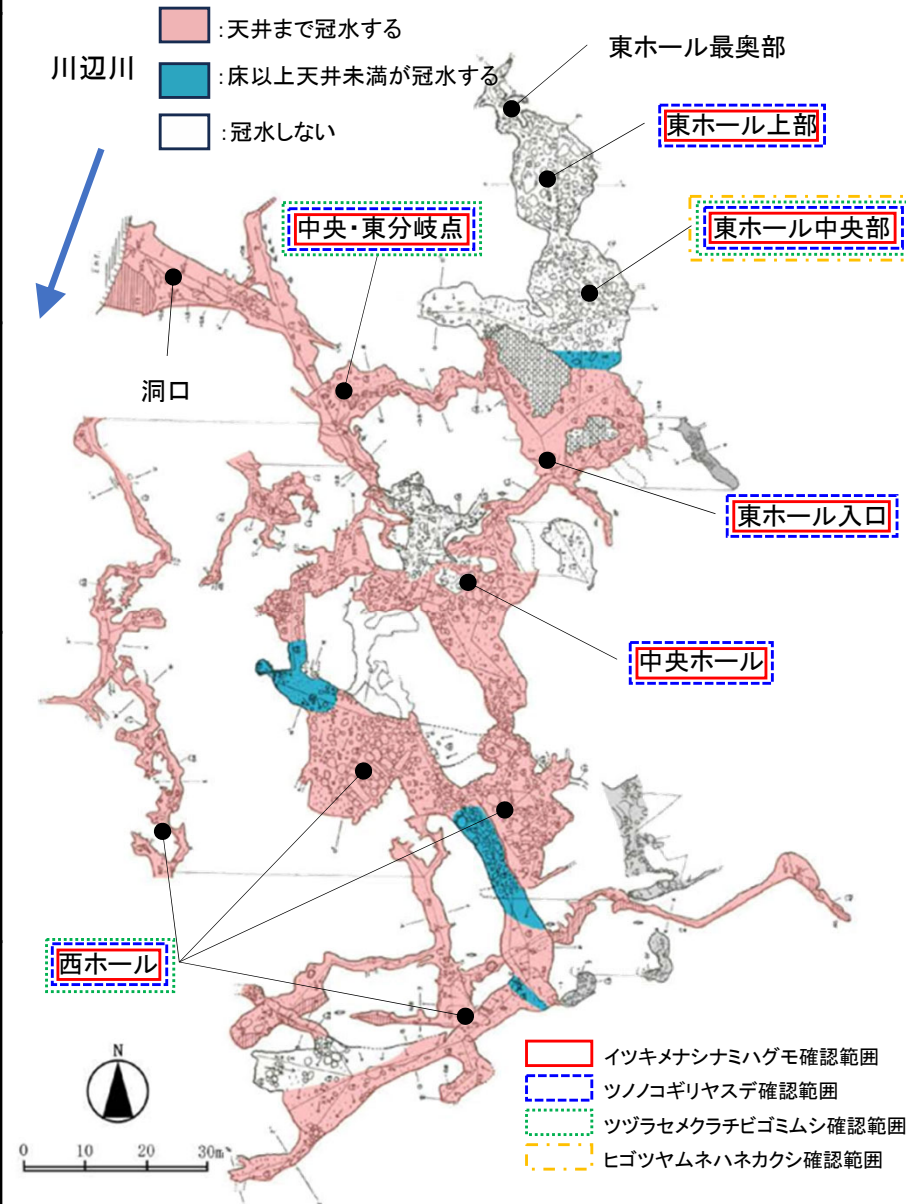 ：天井まで冠水する
川辺川
：床以上天井未満が冠水する
：冠水しない
東ホール最奥部
東ホール上部
中央・東分岐点
東ホール中央部
洞口
東ホール入口
中央ホール
西ホール
N
0 10 20 30m
イツキメナシナミハグモ確認範囲
ツノノコギリヤスデ確認範囲
ツヅラセメクラチビゴミムシ確認範囲
ヒゴツヤムネハネカクシ確認範囲